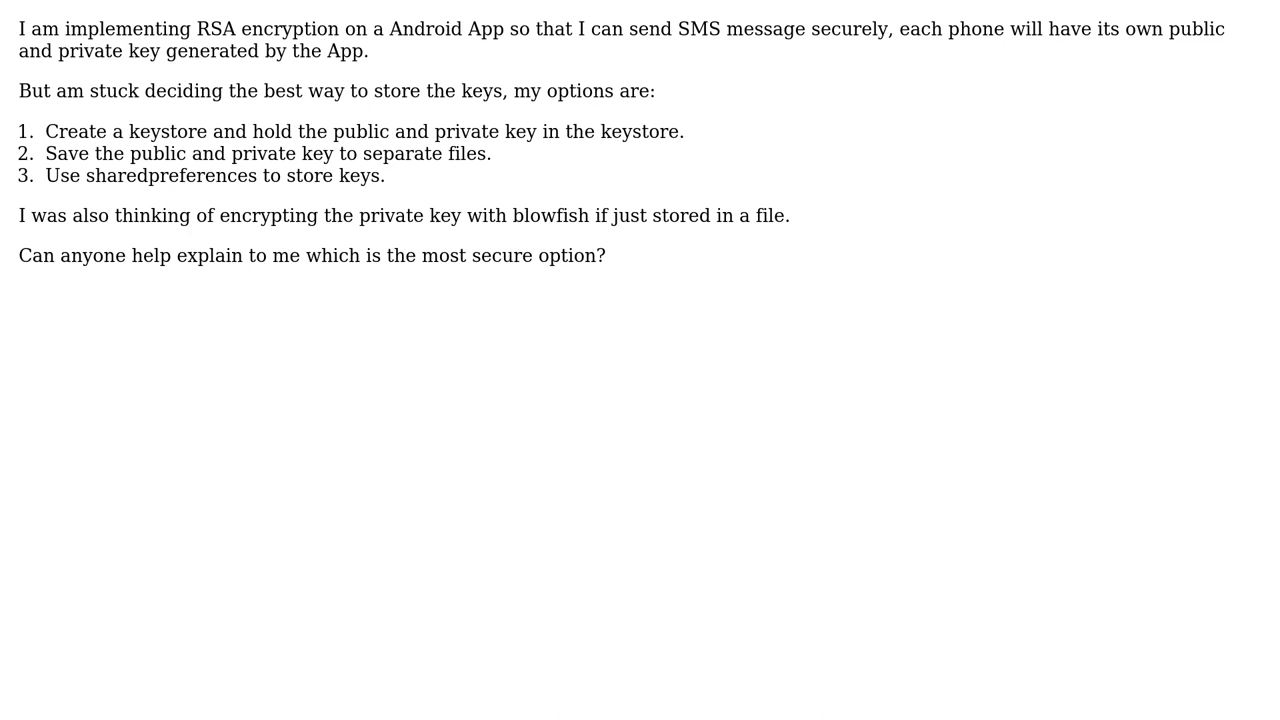 I am implementing RSA encryption on a Android App so that I can send SMS message securely, each phone will have its own public
and private key generated by the App.
But am stuck deciding the best way to store the keys, my options are:
1. Create a keystore and hold the public and private key in the keystore.
2. Save the public and private key to separate files.
3. Use sharedpreferences to store keys.
I was also thinking of encrypting the private key with blowfish if just stored in a file.
Can anyone help explain to me which is the most secure option?